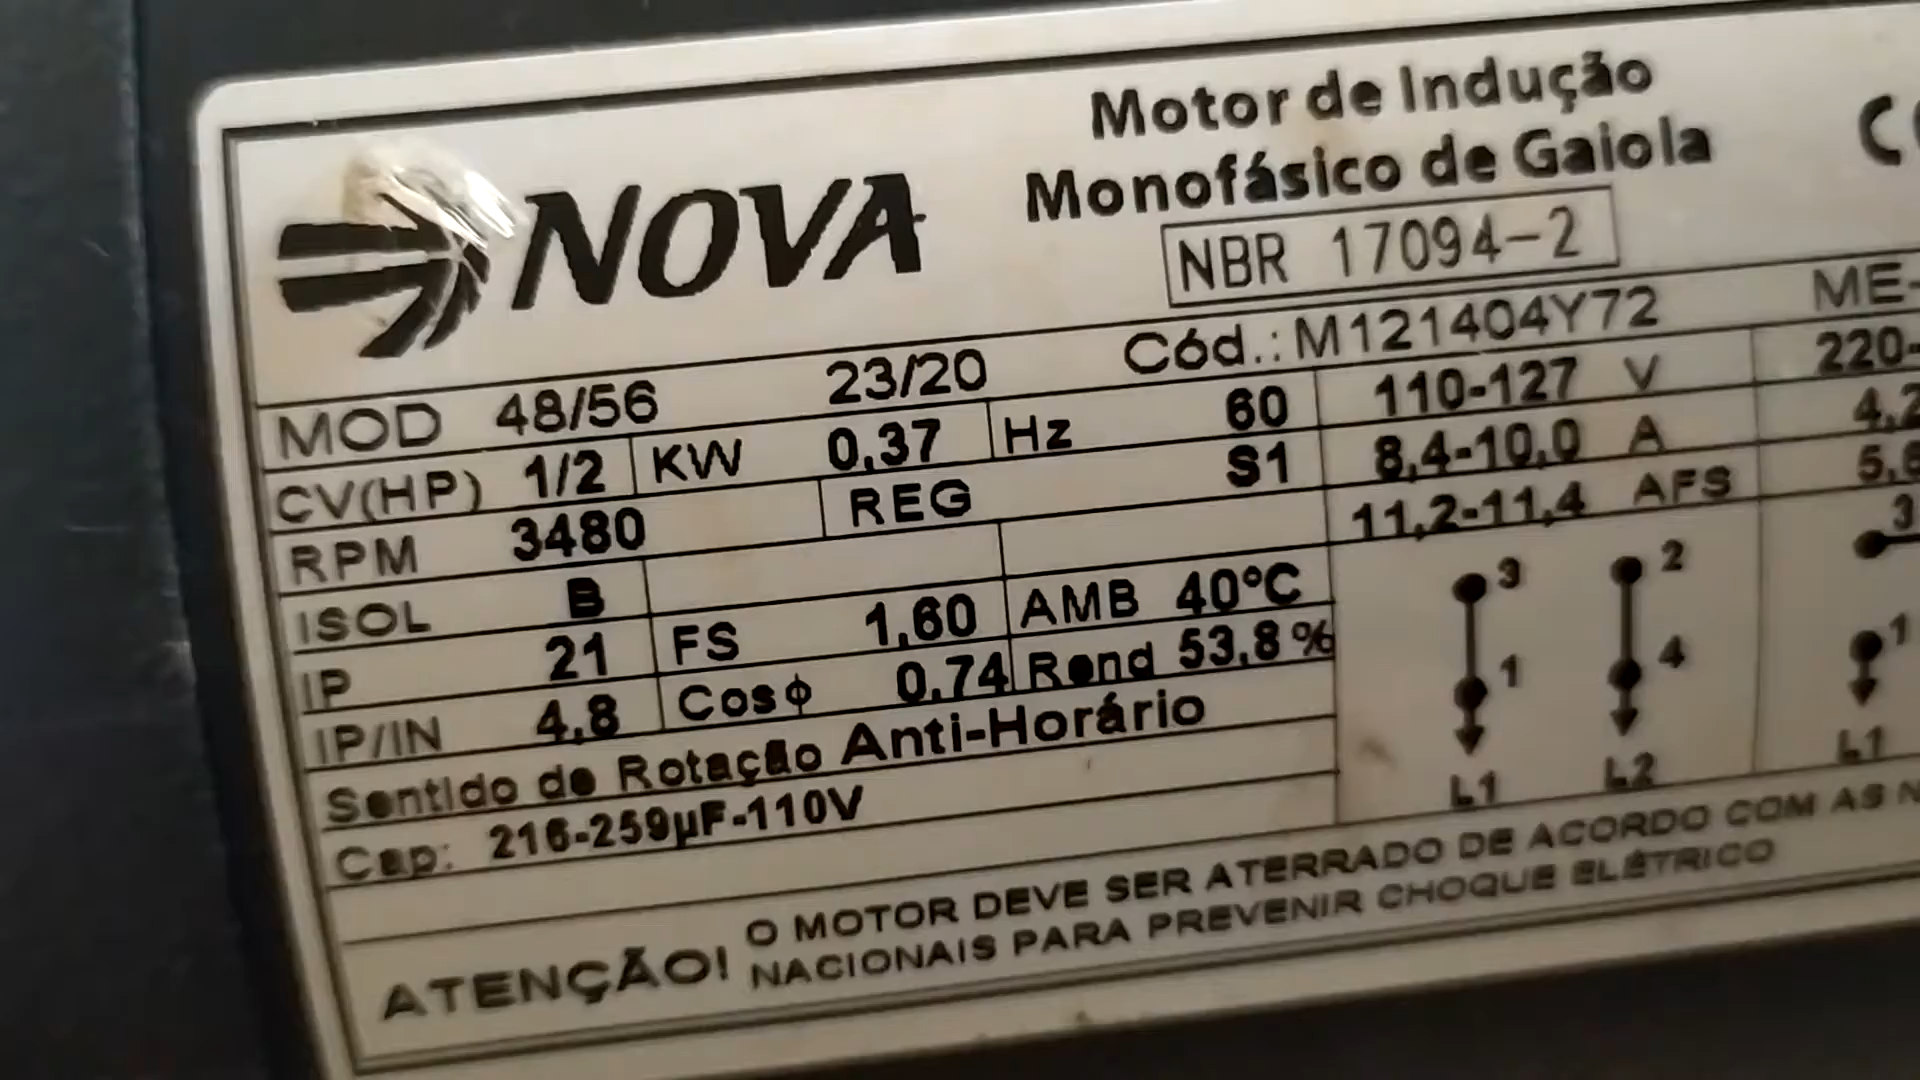 NOVA
Motor de Indução
Monofásico de Gaiola
NBR 17094-2
MOD 48/56 23/20 Cód.: M121404Y72 ME-
CV(HP) 1/2 KW 0,37 Hz 60 110-127 V 220-
RPM 3480 REG S1 8,4-10,0 A 4,2
ISOL B 11,2-11,4 AFS
IP 21 FS 1,60 AMB 40°C
IP/IN 4,8 Cosϕ 0,74 Rend 53,8%
3 2 3
1 4 1
L1 L2 L1
Sentido de Rotação Anti-Horário
Cap: 216-259µF-110V
ATENÇÃO! O MOTOR DEVE SER ATERRADO DE ACORDO COM AS N
NACIONAIS PARA PREVENIR CHOQUE ELÉTRICO